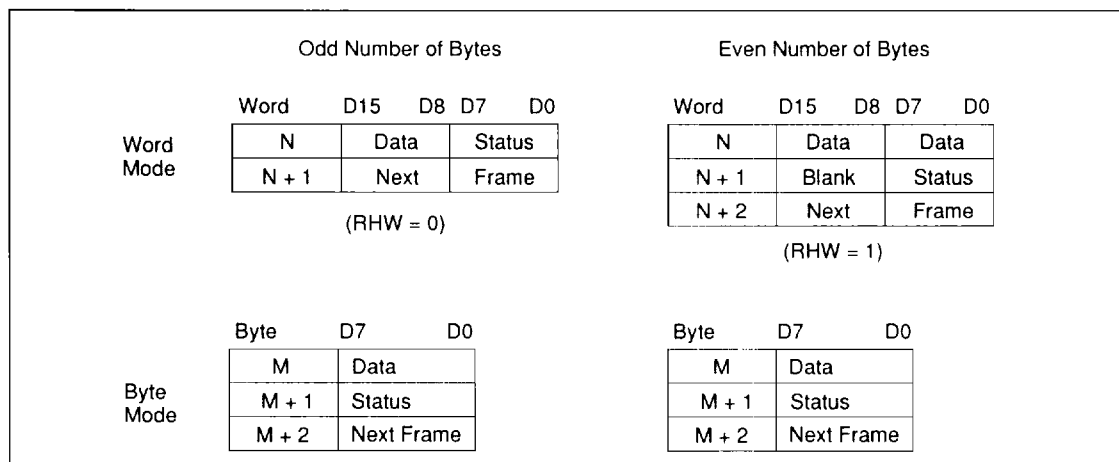 Odd Number of Bytes
Even Number of Bytes
Word Mode
Word D15 D8 D7 D0
N Data Status
N + 1 Next Frame
(RHW = 0)
Word D15 D8 D7 D0
N Data Data
N + 1 Blank Status
N + 2 Next Frame
(RHW = 1)
Byte Mode
Byte D7 D0
M Data
M + 1 Status
M + 2 Next Frame
Byte D7 D0
M Data
M + 1 Status
M + 2 Next Frame